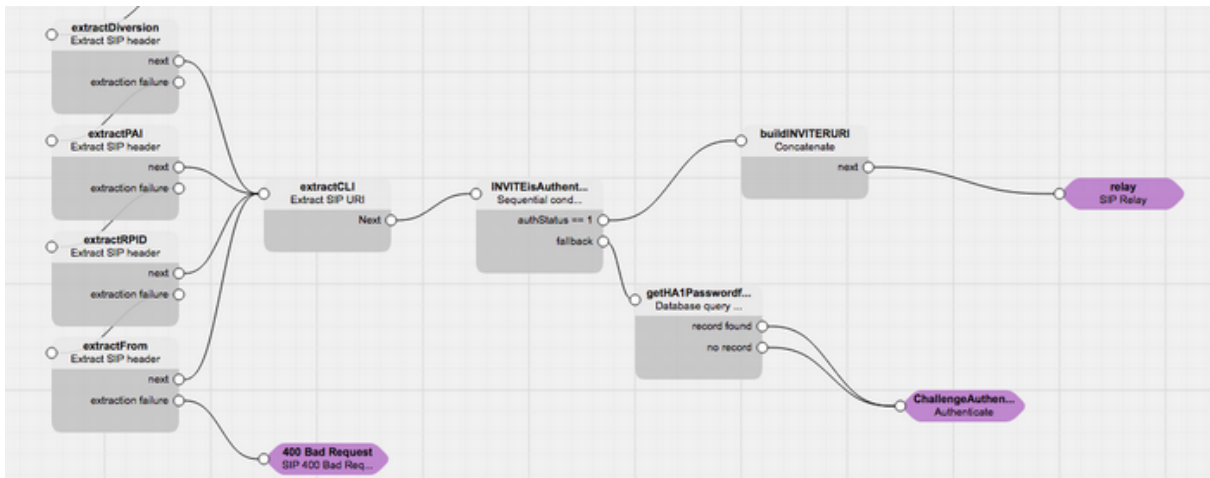 extractDiversion
Extract SIP header
next
extraction failure
extractPAI
Extract SIP header
next
extraction failure
extractRPID
Extract SIP header
next
extraction failure
extractFrom
Extract SIP header
next
extraction failure
400 Bad Request
SIP 400 Bad Req...
extractCLI
Extract SIP URI
Next
INVITEisAuthent...
Sequential cond...
authStatus == 1
fallback
getHA1Passwordf...
Database query ...
record found
no record
buildINVITERURI
Concatenate
next
relay
SIP Relay
ChallengeAuthen...
Authenticate